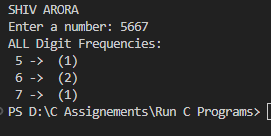 SHIV ARORA
Enter a number: 5667
ALL Digit Frequencies:
5 -> (1)
6 -> (2)
7 -> (1)
PS D:\C Assignements\Run C Programs>